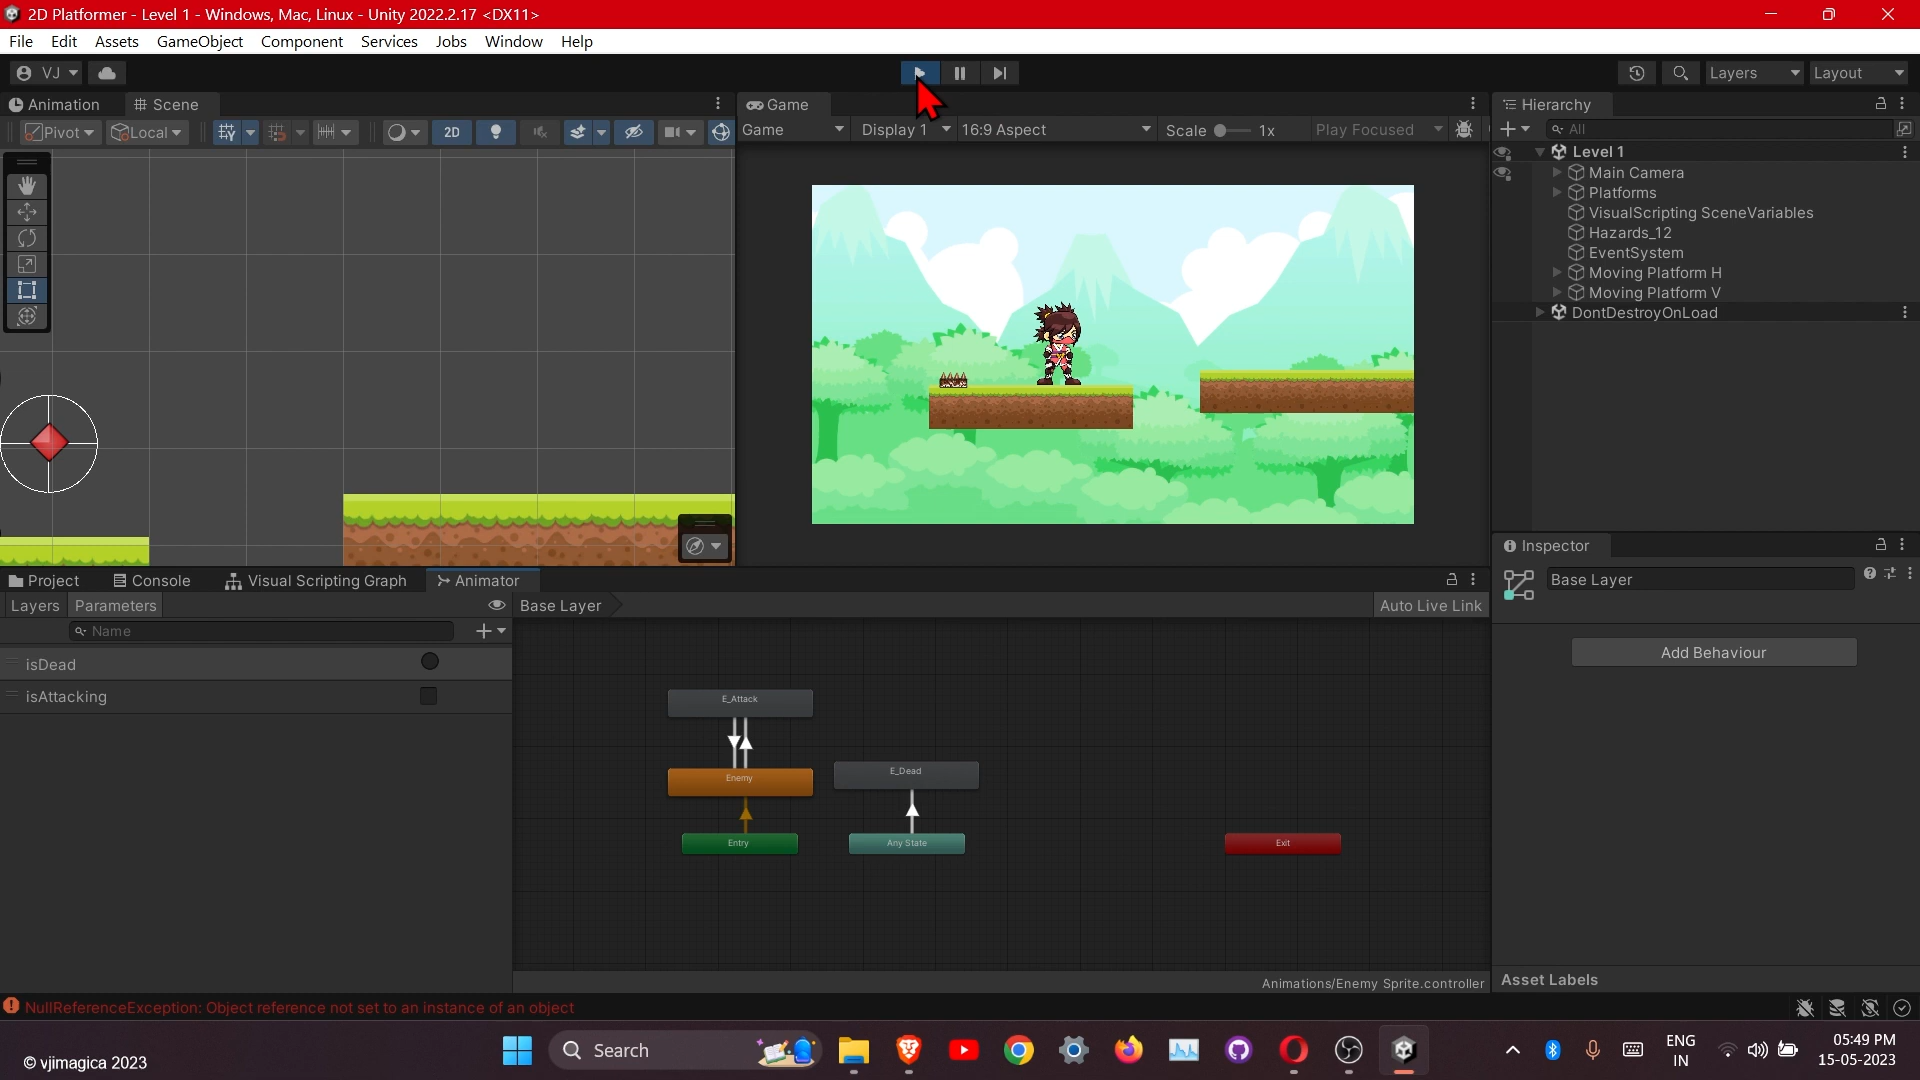 2D Platformer - Level 1 - Windows, Mac, Linux - Unity 2022.2.17 <DX11>
File Edit Assets GameObject Component Services Jobs Window Help
VJ Layers Layout
Animation Scene Game Hierarchy
Pivot Local 2D Game Display 1 16:9 Aspect Scale 1x Play Focused All
Level 1
Main Camera
Platforms
VisualScripting SceneVariables
Hazards_12
EventSystem
Moving Platform H
Moving Platform V
DontDestroyOnLoad
Inspector
Base Layer
Add Behaviour
Asset Labels
Project Console Visual Scripting Graph Animator
Layers Parameters Base Layer Auto Live Link
Name
isDead
isAttacking
E_Attack
Enemy
E_Dead
Entry
Any State
Exit
Animations/Enemy Sprite.controller
NullReferenceException: Object reference not set to an instance of an object
© vjimagica 2023
Search
ENG
IN
05:49 PM
15-05-2023